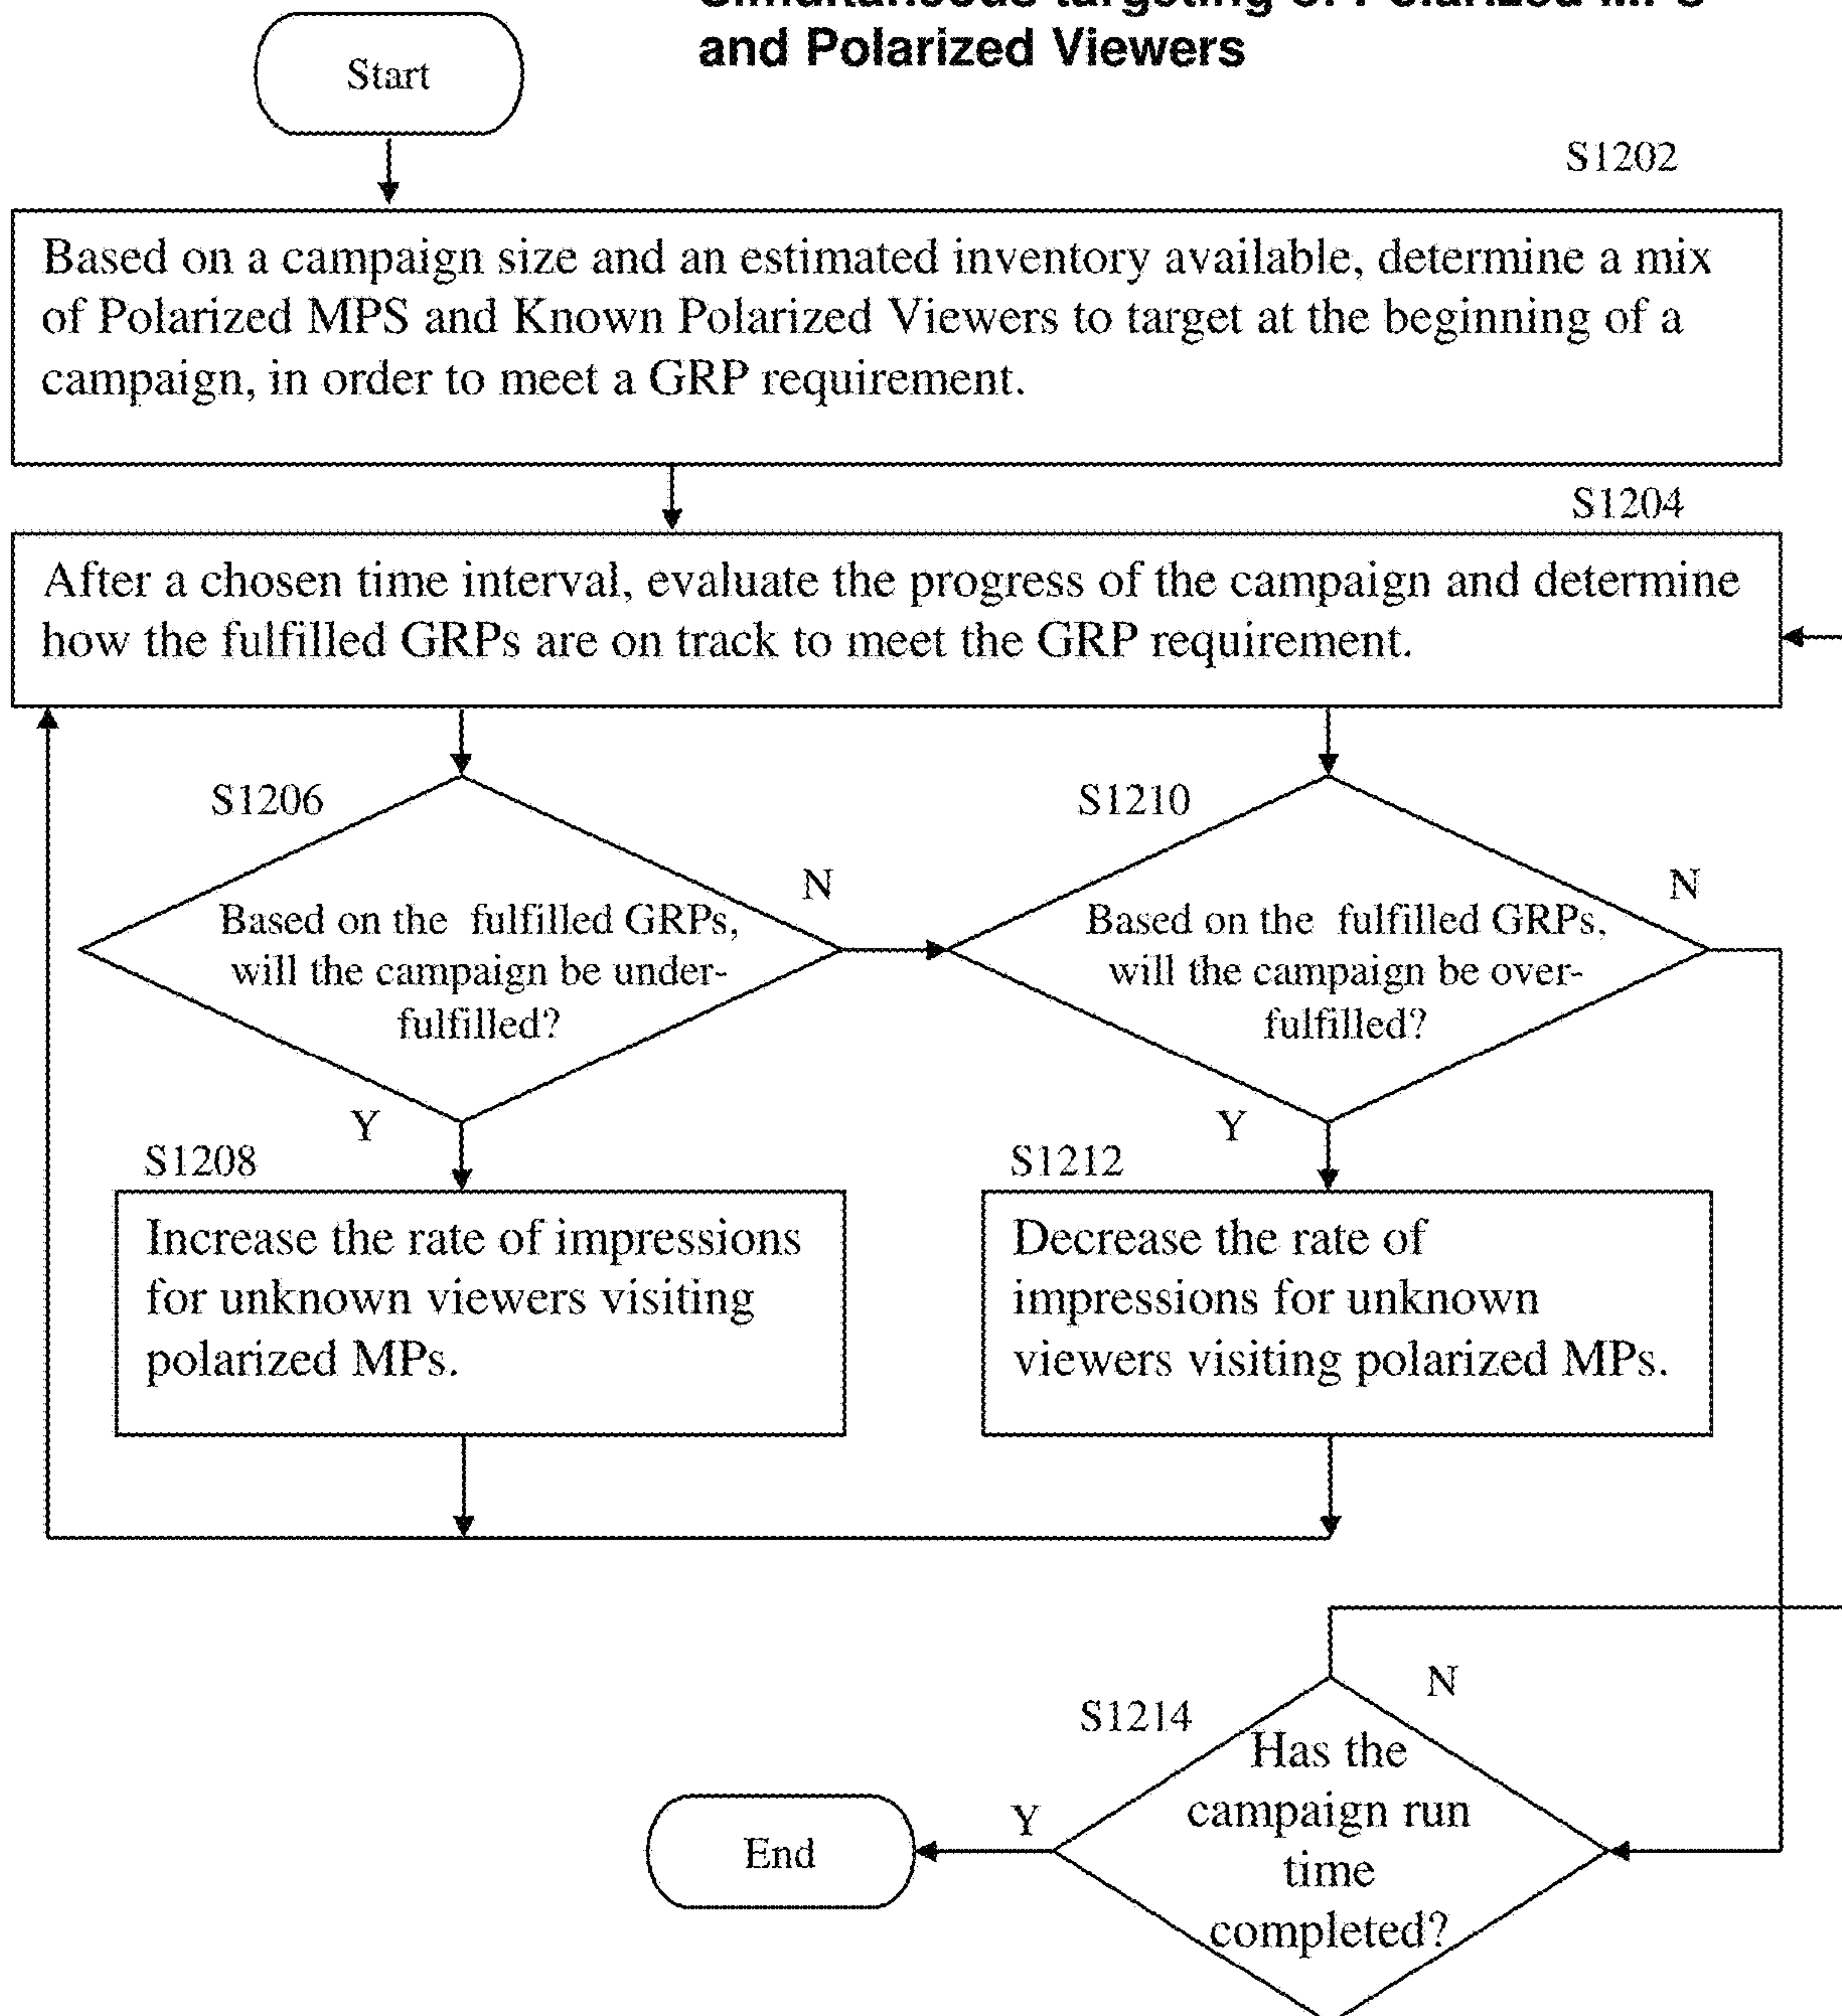 Simultaneous targeting of Polarized MPs
and Polarized Viewers
Start
S1202
Based on a campaign size and an estimated inventory available, determine a mix
of Polarized MPS and Known Polarized Viewers to target at the beginning of a
campaign, in order to meet a GRP requirement.
S1204
After a chosen time interval, evaluate the progress of the campaign and determine
how the fulfilled GRPs are on track to meet the GRP requirement.
S1206
N
Based on the fulfilled GRPs,
will the campaign be under-
fulfilled?
Y
S1210
N
Based on the fulfilled GRPs,
will the campaign be over-
fulfilled?
Y
S1208
Increase the rate of impressions
for unknown viewers visiting
polarized MPs.
S1212
Decrease the rate of
impressions for unknown
viewers visiting polarized MPs.
S1214
N
Has the
campaign run
time
completed?
Y
End